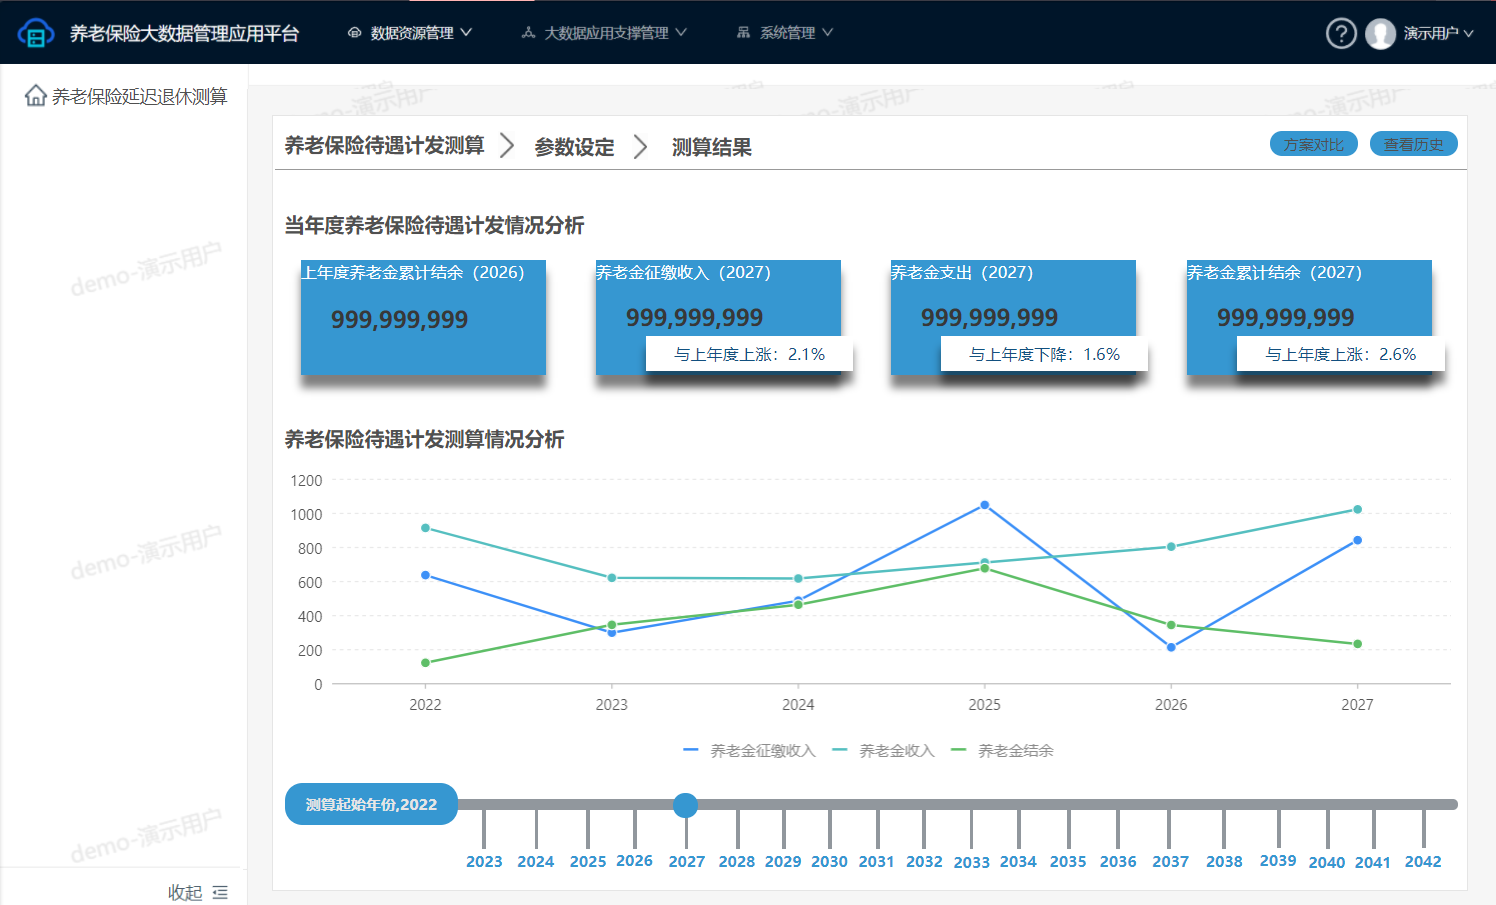 养老保险大数据管理应用平台
数据资源管理
大数据应用支撑管理
系统管理
?
演示用户
养老保险延迟退休测算
养老保险待遇计发测算
参数设定
测算结果
方案对比
查看历史
当年度养老保险待遇计发情况分析
上年度养老金累计结余（2026）
999,999,999
养老金征缴收入（2027）
999,999,999
与上年度上涨：2.1%
养老金支出（2027）
999,999,999
与上年度下降：1.6%
养老金累计结余（2027）
999,999,999
与上年度上涨：2.6%
养老保险待遇计发测算情况分析
1200
1000
800
600
400
200
0
2022 2023 2024 2025 2026 2027
养老金征缴收入 养老金收入 养老金结余
测算起始年份,2022
2023 2024 2025 2026 2027 2028 2029 2030 2031 2032 2033 2034 2035 2036 2037 2038 2039 2040 2041 2042
收起
demo-演示用户
demo-演示用户
demo-演示用户